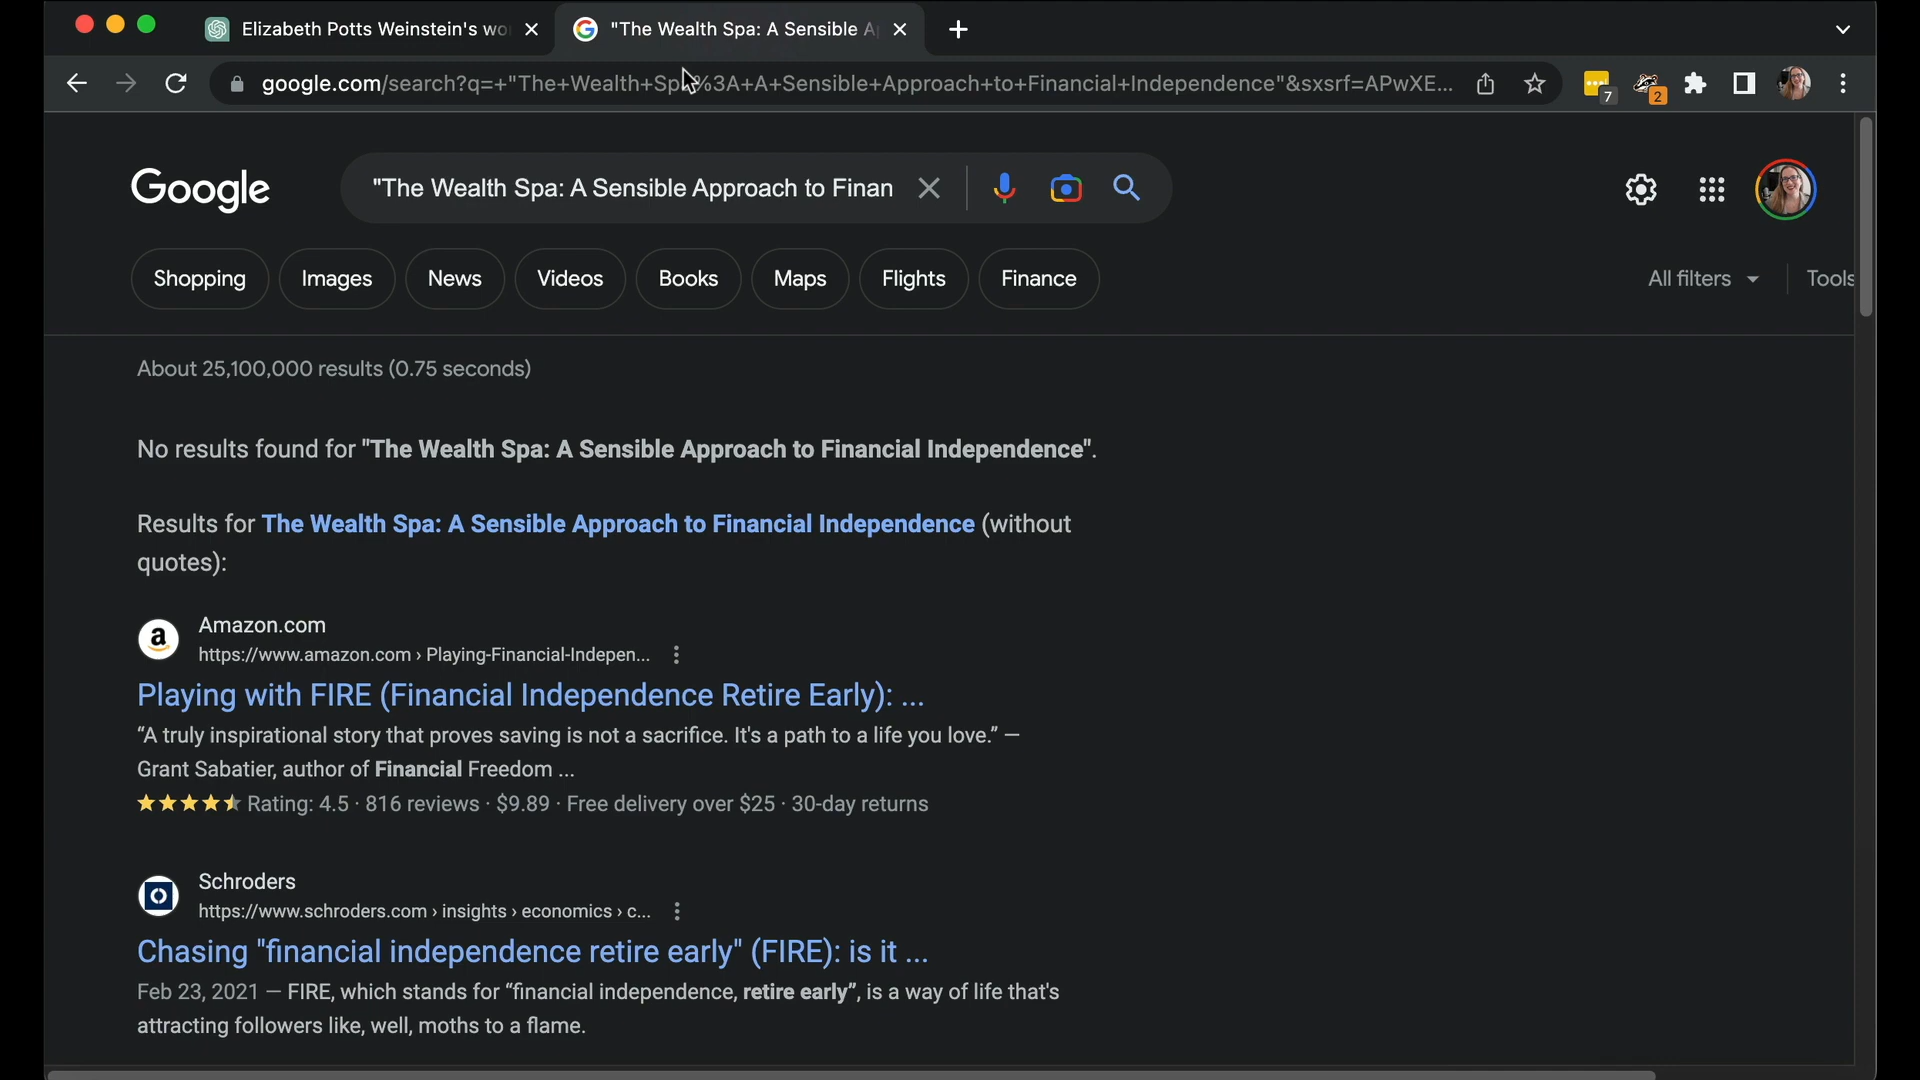 Elizabeth Potts Weinstein's wo
"The Wealth Spa: A Sensible A
google.com/search?q=+"The+Wealth+Sp%3A+A+Sensible+Approach+to+Financial+Independence"&sxsrf=APwXE...
7
2
Google
"The Wealth Spa: A Sensible Approach to Finan
Shopping
Images
News
Videos
Books
Maps
Flights
Finance
All filters
Tools
About 25,100,000 results (0.75 seconds)
No results found for "The Wealth Spa: A Sensible Approach to Financial Independence".
Results for The Wealth Spa: A Sensible Approach to Financial Independence (without
quotes):
a
Amazon.com
https://www.amazon.com › Playing-Financial-Indepen...
Playing with FIRE (Financial Independence Retire Early): ...
“A truly inspirational story that proves saving is not a sacrifice. It's a path to a life you love.” —
Grant Sabatier, author of Financial Freedom ...
Rating: 4.5 · 816 reviews · $9.89 · Free delivery over $25 · 30-day returns
Schroders
https://www.schroders.com › insights › economics › c...
Chasing "financial independence retire early" (FIRE): is it ...
Feb 23, 2021 — FIRE, which stands for “financial independence, retire early”, is a way of life that's
attracting followers like, well, moths to a flame.